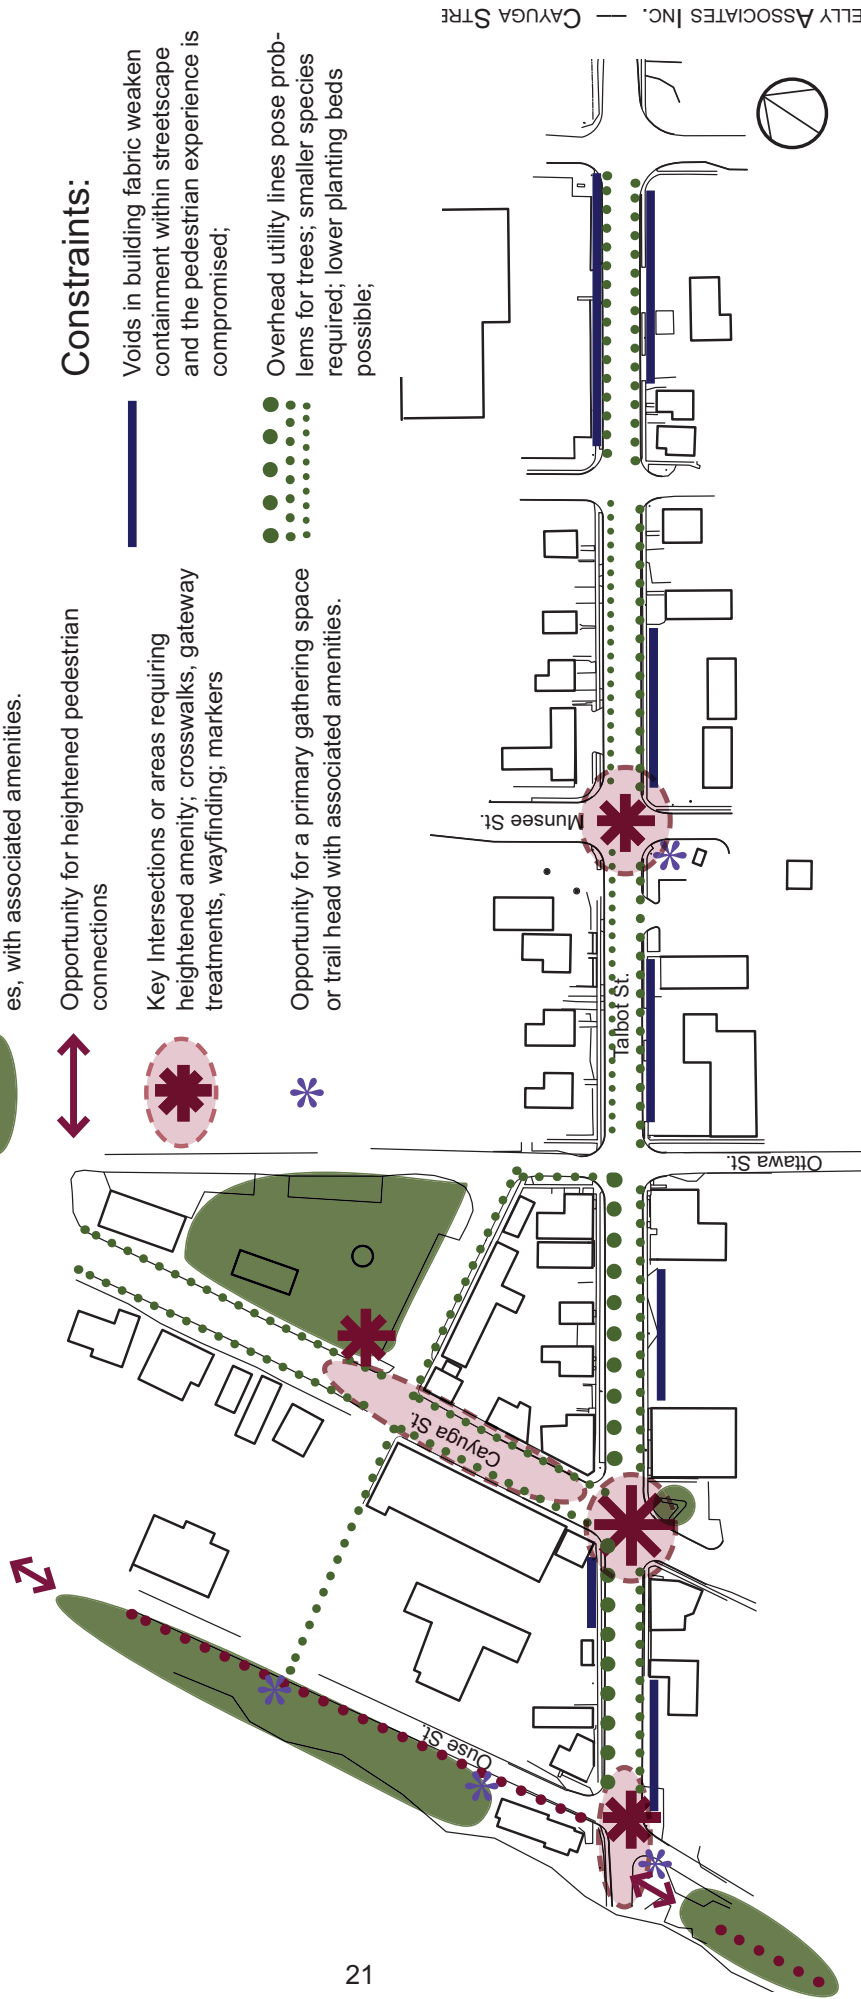 ELLY ASSOCIATES INC. — CAYUGA STRE
es, with associated amenities.
Opportunity for heightened pedestrian
connections
Key Intersections or areas requiring
heightened amenity; crosswalks, gateway
treatments, wayfinding; markers
Opportunity for a primary gathering space
or trail head with associated amenities.
Constraints:
Voids in building fabric weaken
containment within streetscape
and the pedestrian experience is
compromised;
Overhead utility lines pose prob-
lems for trees; smaller species
required; lower planting beds
possible;
Munsee St.
Talbot St.
Ottawa St.
Cayuga St.
Ouse St.
21